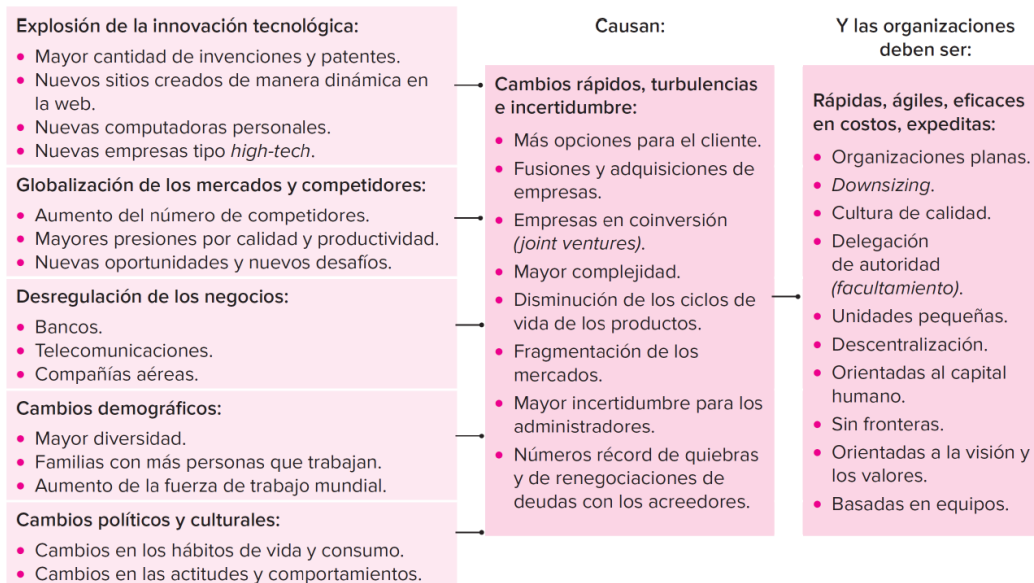 Explosión de la innovación tecnológica:
• Mayor cantidad de invenciones y patentes.
• Nuevos sitios creados de manera dinámica en
la web.
• Nuevas computadoras personales.
• Nuevas empresas tipo high-tech.
Globalización de los mercados y competidores:
• Aumento del número de competidores.
• Mayores presiones por calidad y productividad.
• Nuevas oportunidades y nuevos desafíos.
Desregulación de los negocios:
• Bancos.
• Telecomunicaciones.
• Compañías aéreas.
Cambios demográficos:
• Mayor diversidad.
• Familias con más personas que trabajan.
• Aumento de la fuerza de trabajo mundial.
Cambios políticos y culturales:
• Cambios en los hábitos de vida y consumo.
• Cambios en las actitudes y comportamientos.
Causan:
Cambios rápidos, turbulencias
e incertidumbre:
• Más opciones para el cliente.
• Fusiones y adquisiciones de
empresas.
• Empresas en coinversión
(joint ventures).
• Mayor complejidad.
• Disminución de los ciclos de
vida de los productos.
• Fragmentación de los
mercados.
• Mayor incertidumbre para los
administradores.
• Números récord de quiebras
y de renegociaciones de
deudas con los acreedores.
Y las organizaciones
deben ser:
Rápidas, ágiles, eficaces
en costos, expeditas:
• Organizaciones planas.
• Downsizing.
• Cultura de calidad.
• Delegación
de autoridad
(facultamiento).
• Unidades pequeñas.
• Descentralización.
• Orientadas al capital
humano.
• Sin fronteras.
• Orientadas a la visión y
los valores.
• Basadas en equipos.